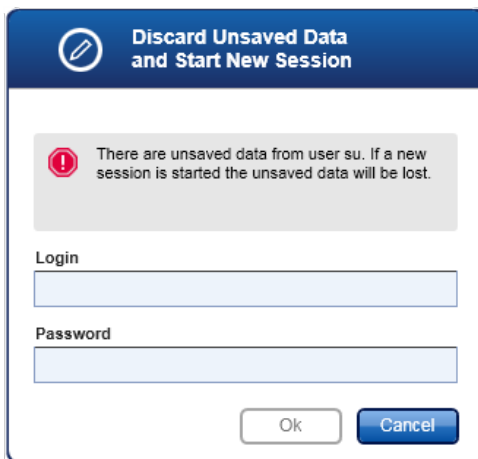 Discard Unsaved Data
and Start New Session
There are unsaved data from user su. If a new
session is started the unsaved data will be lost.
Login
Password
Ok
Cancel